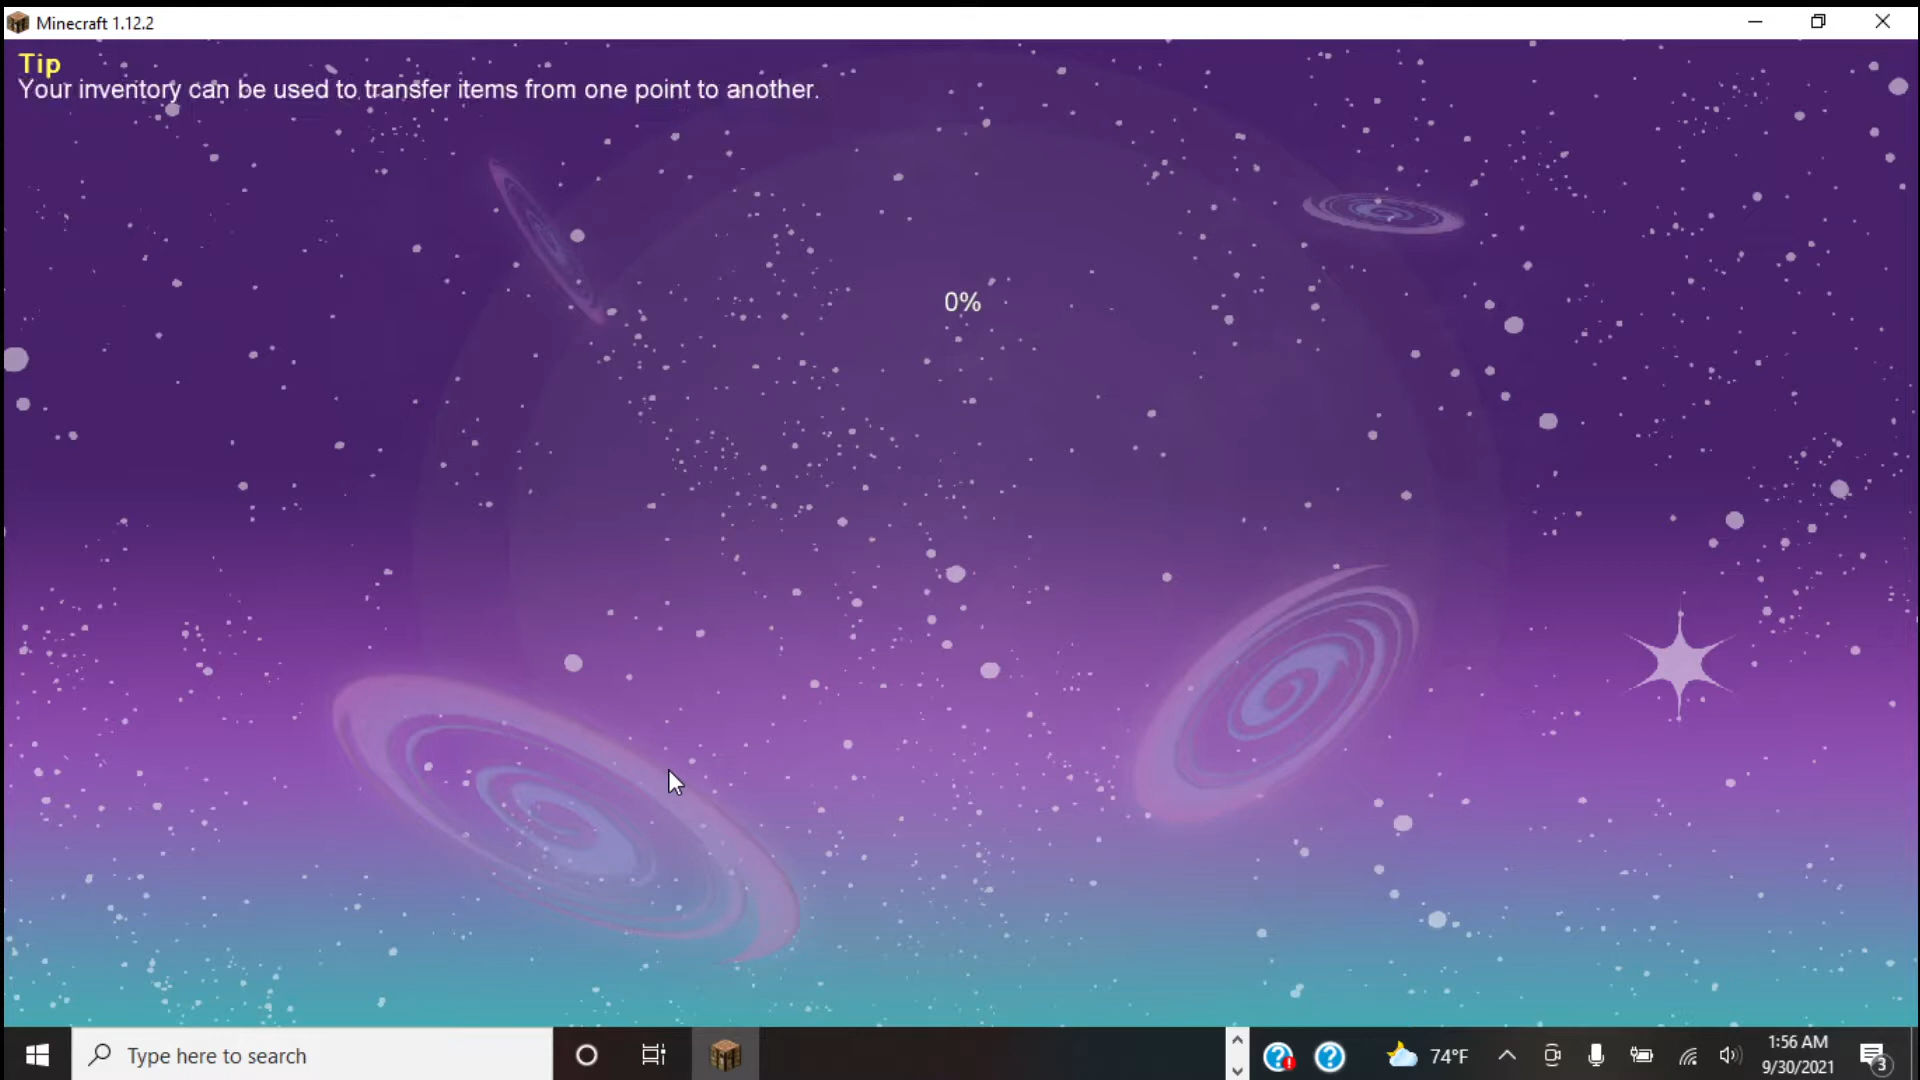 Minecraft 1.12.2
Tip
Your inventory can be used to transfer items from one point to another.
0%
Type here to search
74°F
1:56 AM
9/30/2021
3